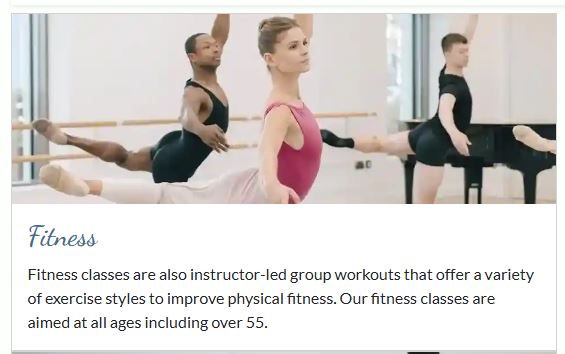 Fitness
Fitness classes are also instructor-led group workouts that offer a variety
of exercise styles to improve physical fitness. Our fitness classes are
aimed at all ages including over 55.